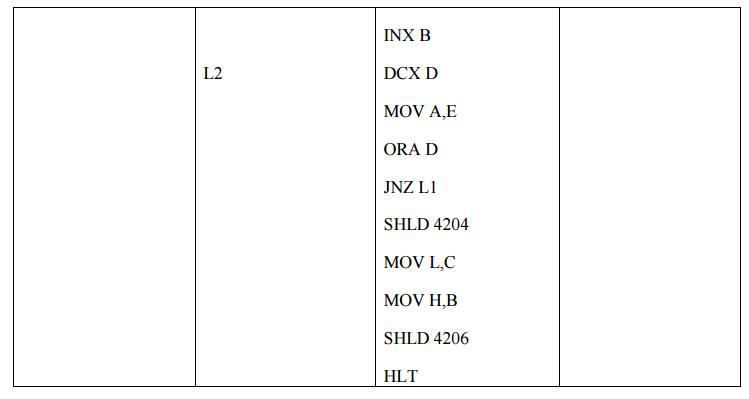 INX B
L2 DCX D
MOV A,E
ORA D
JNZ L1
SHLD 4204
MOV L,C
MOV H,B
SHLD 4206
HLT